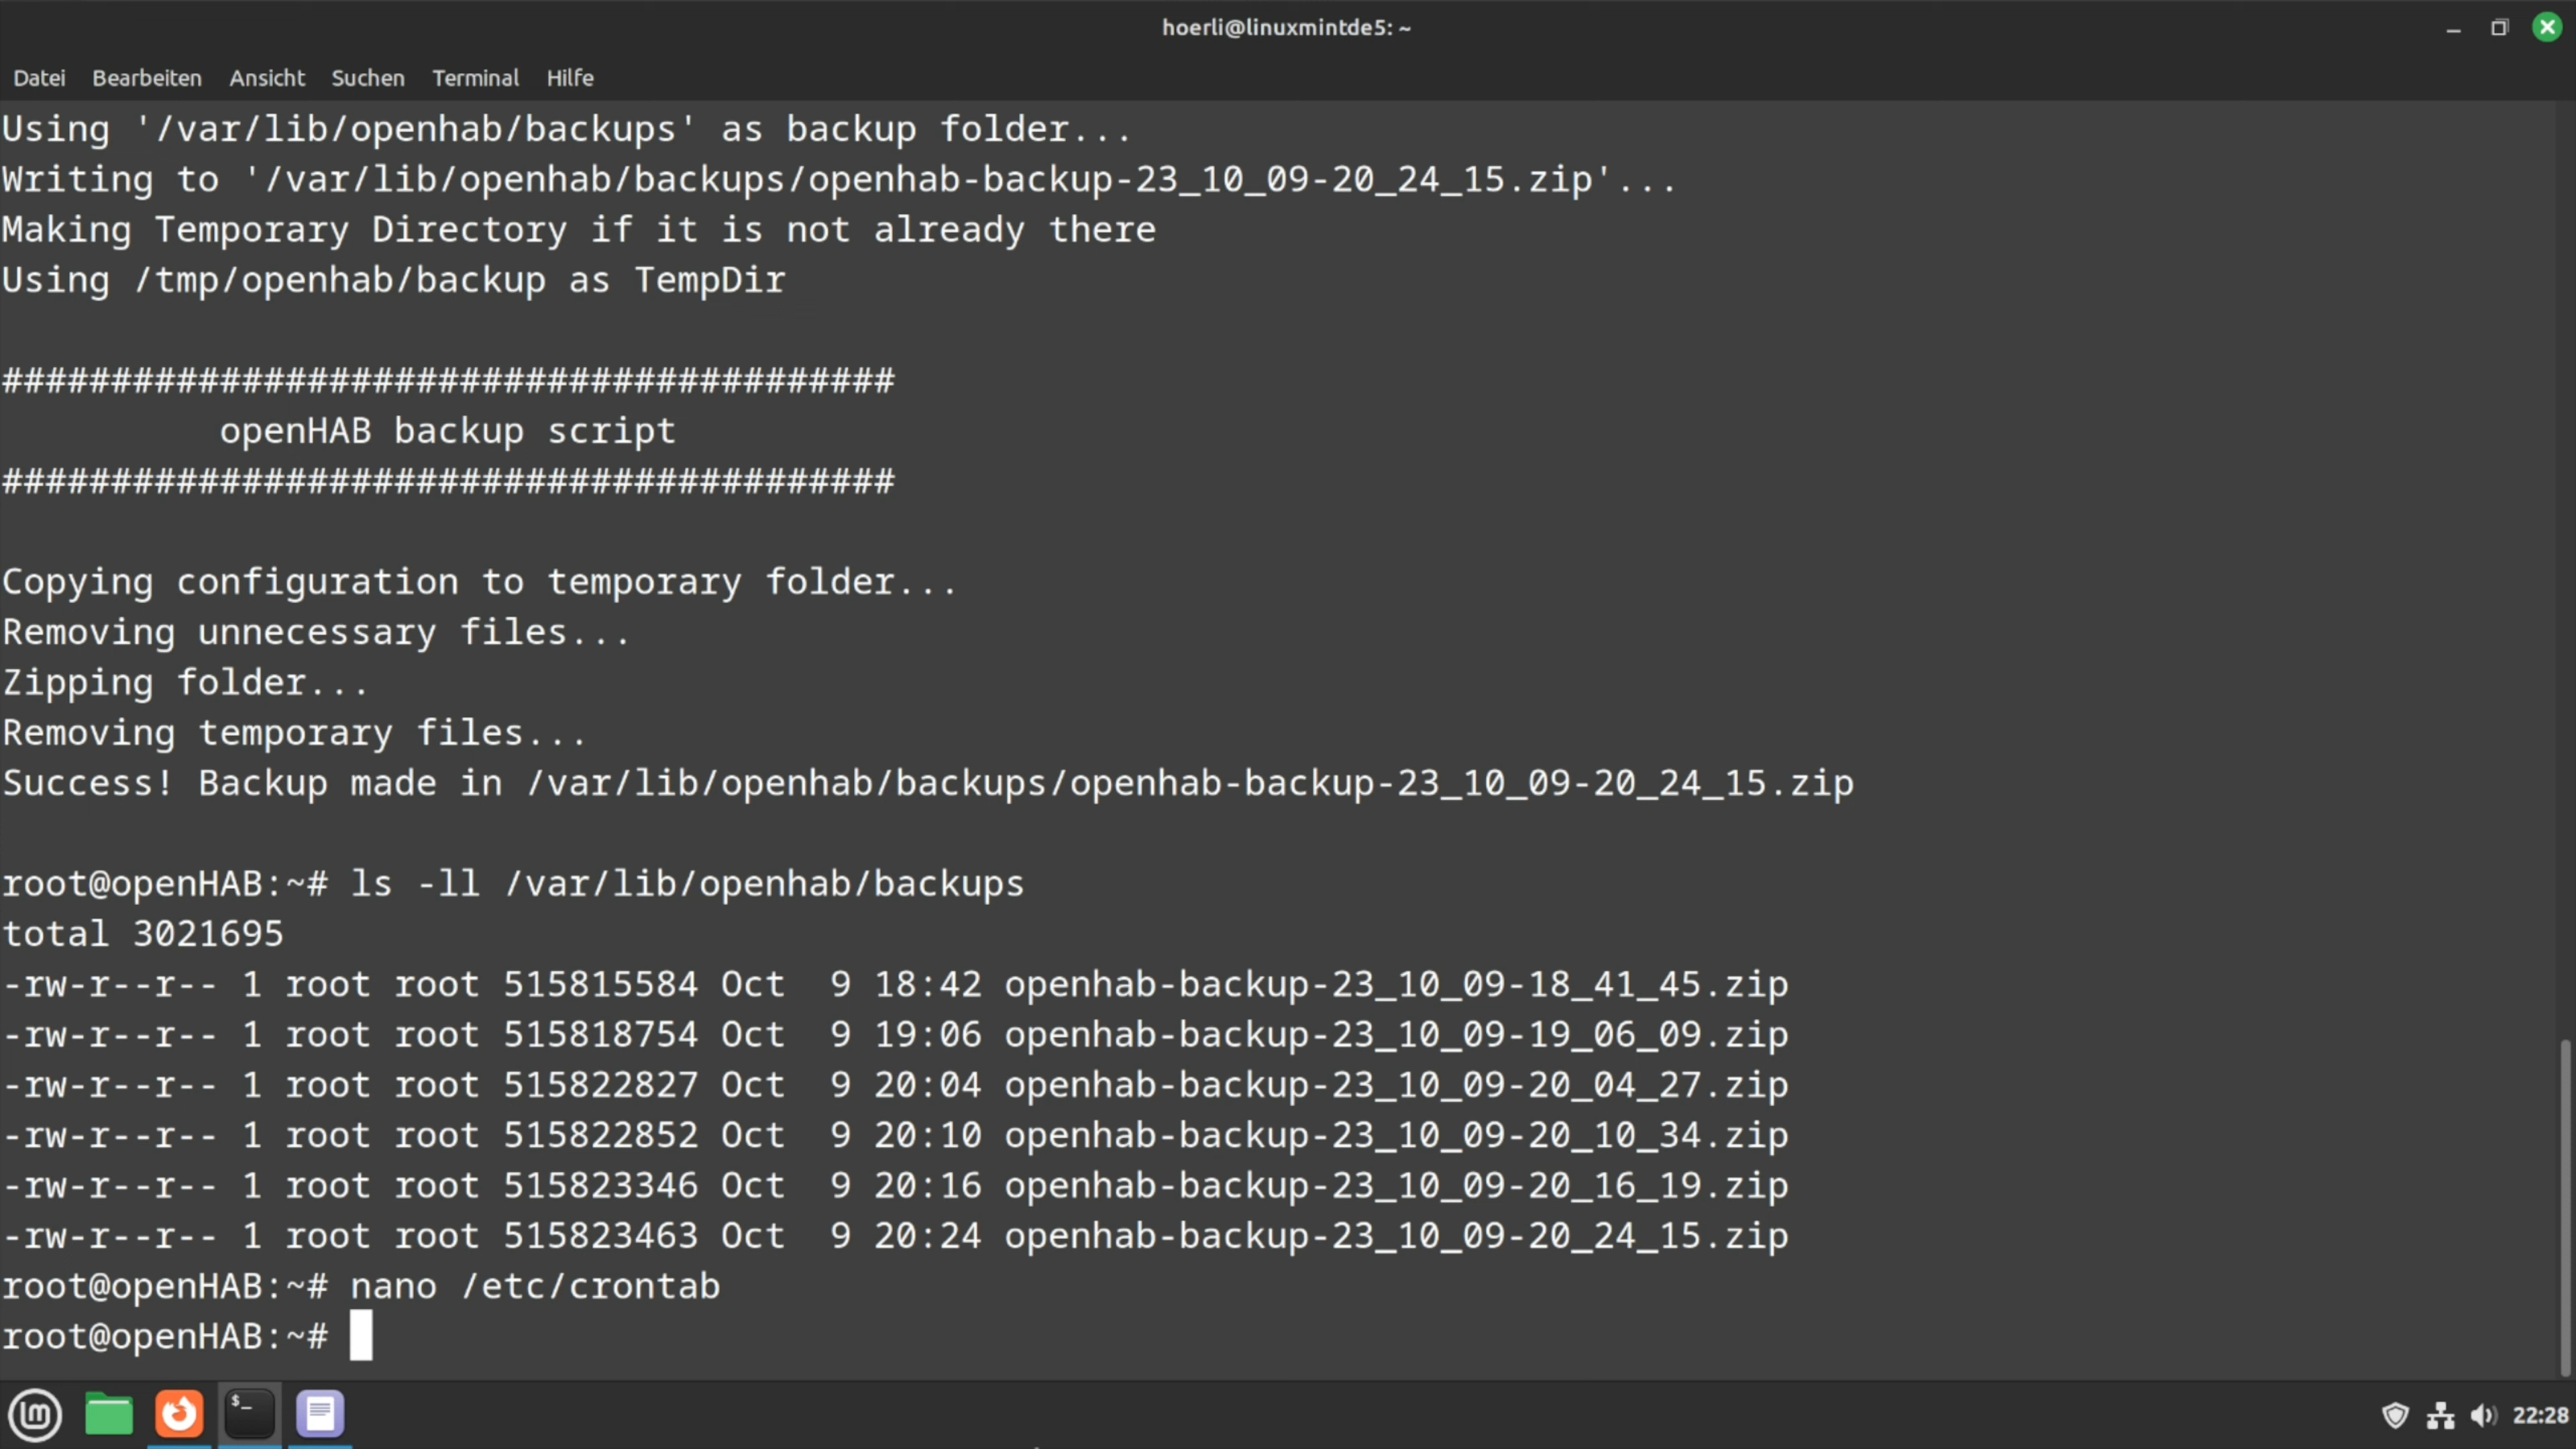 hoerli@linuxmintde5: ~
Datei Bearbeiten Ansicht Suchen Terminal Hilfe
Using '/var/lib/openhab/backups' as backup folder...
Writing to '/var/lib/openhab/backups/openhab-backup-23_10_09-20_24_15.zip'...
Making Temporary Directory if it is not already there
Using /tmp/openhab/backup as TempDir
#########################################
openHAB backup script
#########################################
Copying configuration to temporary folder...
Removing unnecessary files...
Zipping folder...
Removing temporary files...
Success! Backup made in /var/lib/openhab/backups/openhab-backup-23_10_09-20_24_15.zip
root@openHAB:~# ls -ll /var/lib/openhab/backups
total 3021695
-rw-r--r-- 1 root root 515815584 Oct  9 18:42 openhab-backup-23_10_09-18_41_45.zip
-rw-r--r-- 1 root root 515818754 Oct  9 19:06 openhab-backup-23_10_09-19_06_09.zip
-rw-r--r-- 1 root root 515822827 Oct  9 20:04 openhab-backup-23_10_09-20_04_27.zip
-rw-r--r-- 1 root root 515822852 Oct  9 20:10 openhab-backup-23_10_09-20_10_34.zip
-rw-r--r-- 1 root root 515823346 Oct  9 20:16 openhab-backup-23_10_09-20_16_19.zip
-rw-r--r-- 1 root root 515823463 Oct  9 20:24 openhab-backup-23_10_09-20_24_15.zip
root@openHAB:~# nano /etc/crontab
root@openHAB:~#
22:28